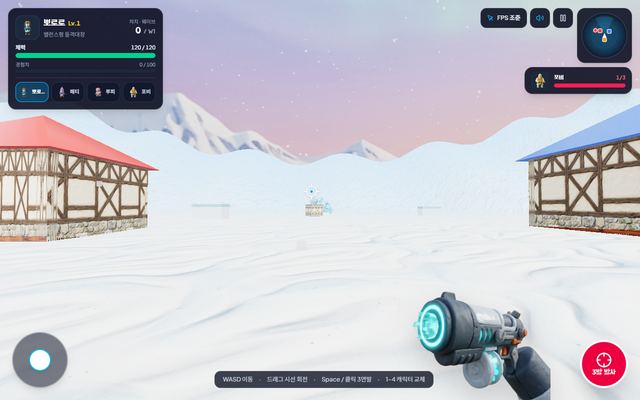 뽀로로 Lv.1
밸런스형 돌격대장
처치 · 웨이브
0 / W1
체력 120 / 120
경험치 0 / 100
뽀로...
패티
루피
포비
FPS 조준
포비 1/3
WASD 이동 · 드래그 시선 회전 · Space / 클릭 3연발 · 1–4 캐릭터 교체
3발 발사